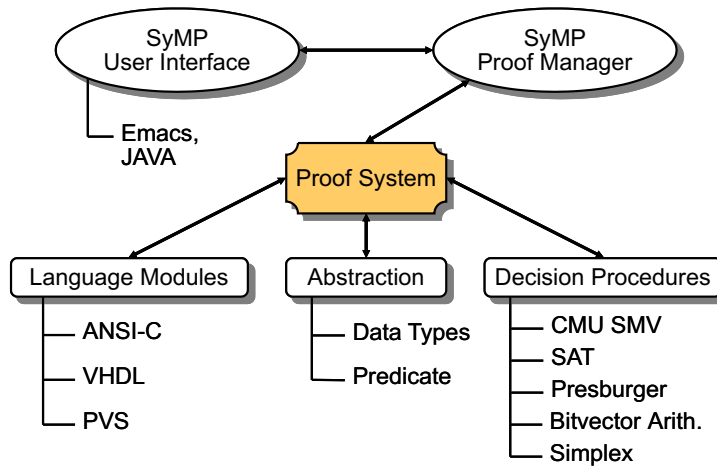 SyMP
User Interface
SyMP
Proof Manager
Emacs,
JAVA
Proof System
Language Modules
Abstraction
Decision Procedures
ANSI-C
VHDL
PVS
Data Types
Predicate
CMU SMV
SAT
Presburger
Bitvector Arith.
Simplex